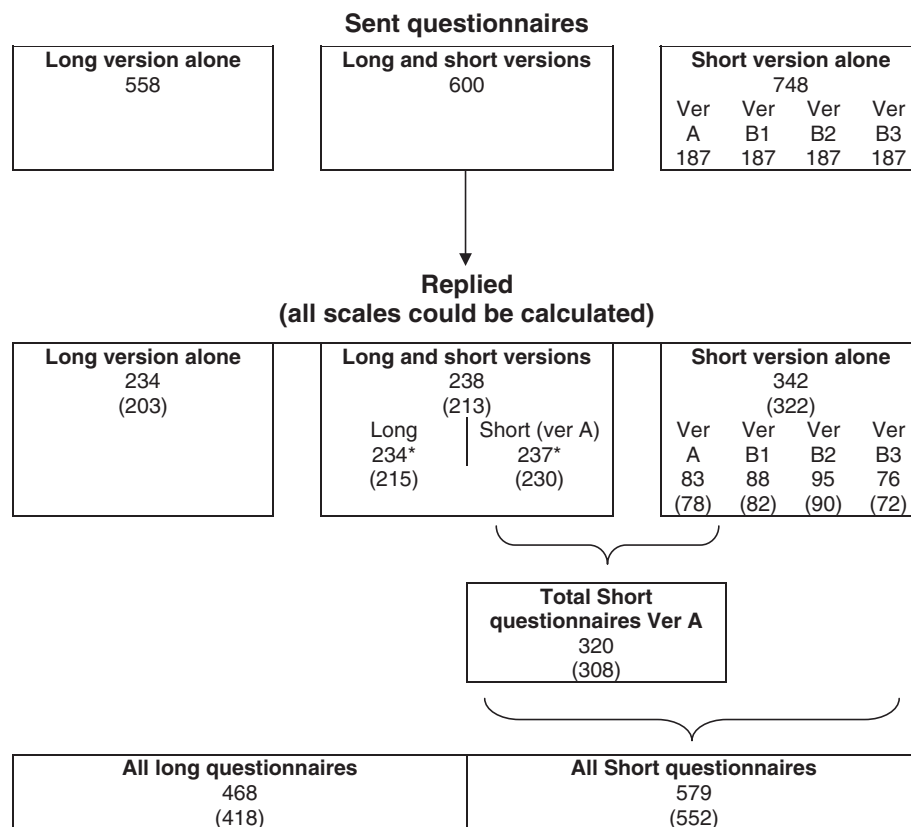 Sent questionnaires
Long version alone
558
Long and short versions
600
Short version alone
748
Ver Ver Ver Ver
A B1 B2 B3
187 187 187 187
Replied
(all scales could be calculated)
Long version alone
234
(203)
Long and short versions
238
(213)
Long
234*
(215)
Short (ver A)
237*
(230)
Short version alone
342
(322)
Ver Ver Ver Ver
A B1 B2 B3
83 88 95 76
(78) (82) (90) (72)
Total Short
questionnaires Ver A
320
(308)
All long questionnaires
468
(418)
All Short questionnaires
579
(552)